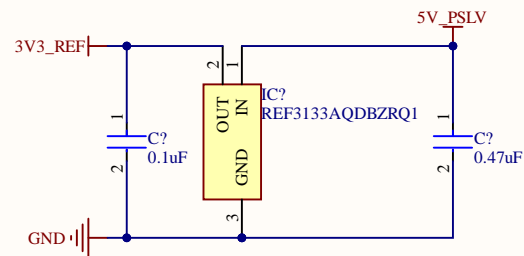 5V_PSLV
3V3_REF
2
1
IC?
REF3133AQDBZRQ1
OUT
IN
GND
1
C?
0.1uF
2
1
C?
0.47uF
2
3
GND